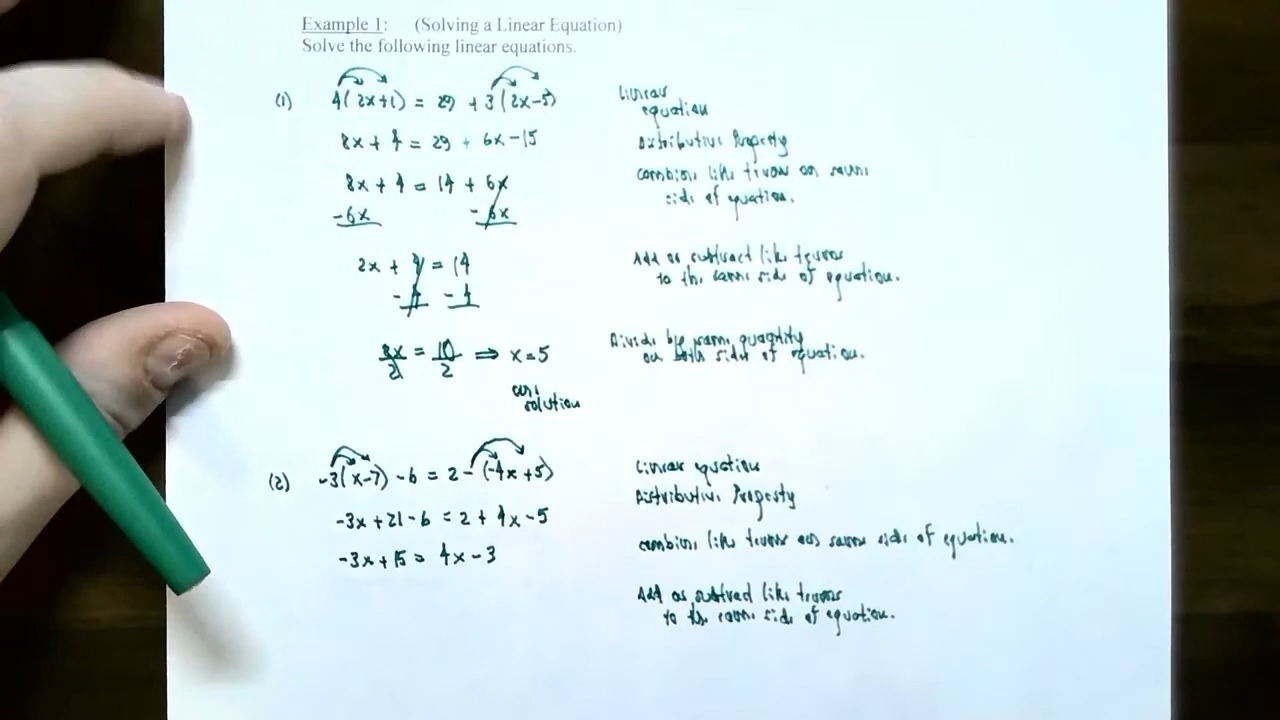 Example 1: (Solving a Linear Equation)
Solve the following linear equations.
(1) 4(2x+1) = 29 + 3(2x-5) Linear equation
8x + 4 = 29 + 6x - 15 Distributive Property
8x + 4 = 14 + 6x combine like terms on same
-6x -6x side of equation.
2x + 4 = 14 Add or subtract like terms
-4 -4 to the same side of equation.
2x/2 = 10/2 ⇒ x = 5 Divide by same quantity
on both sides of equation.
one
solution
(2) -3(x-7) - 6 = 2 - (-4x + 5) Linear equation
Distributive Property
-3x + 21 - 6 = 2 + 4x - 5
-3x + 15 = 4x - 3 combine like terms on same side of equation.
Add or subtract like terms
to the same side of equation.